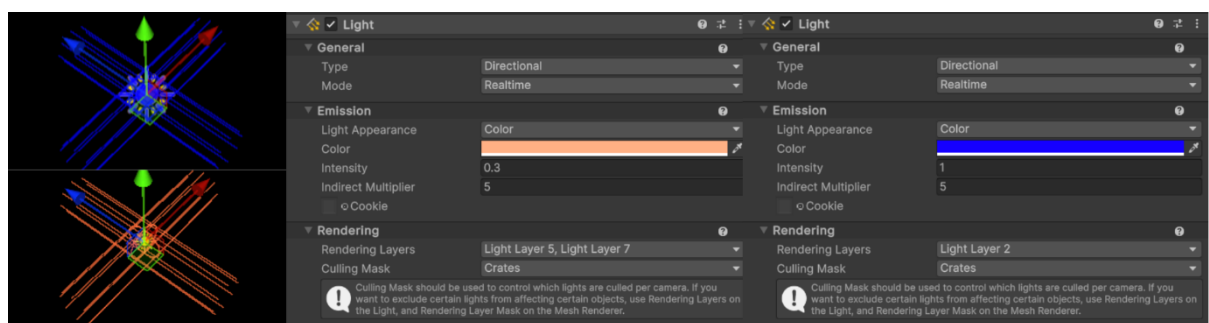 Light
General
Type Directional
Mode Realtime
Emission
Light Appearance Color
Color
Intensity 0.3
Indirect Multiplier 5
Cookie
Rendering
Rendering Layers Light Layer 5, Light Layer 7
Culling Mask Crates
Culling Mask should be used to control which lights are culled per camera. If you
want to exclude certain lights from affecting certain objects, use Rendering Layers on
the Light, and Rendering Layer Mask on the Mesh Renderer.
Light
General
Type Directional
Mode Realtime
Emission
Light Appearance Color
Color
Intensity 1
Indirect Multiplier 5
Cookie
Rendering
Rendering Layers Light Layer 2
Culling Mask Crates
Culling Mask should be used to control which lights are culled per camera. If you
want to exclude certain lights from affecting certain objects, use Rendering Layers on
the Light, and Rendering Layer Mask on the Mesh Renderer.